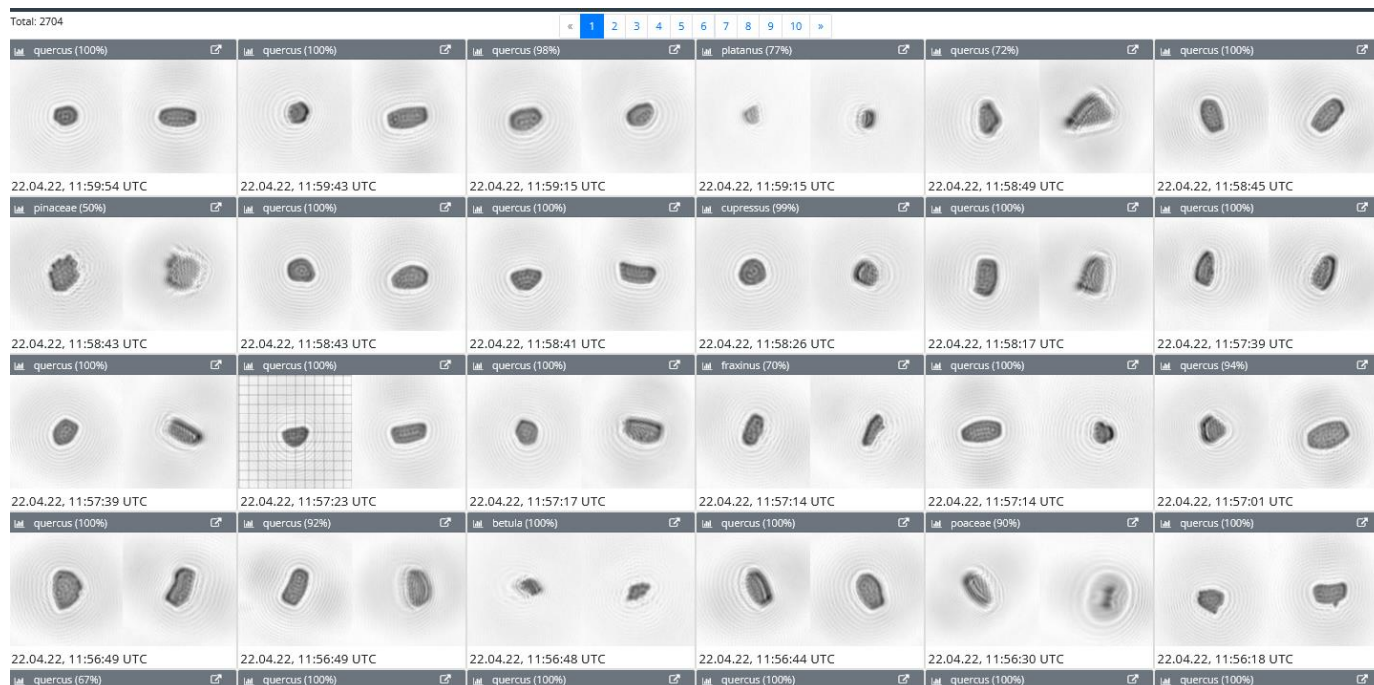 Total: 2704
« 1 2 3 4 5 6 7 8 9 10 »
quercus (100%) quercus (100%) quercus (98%) platanus (77%) quercus (72%) quercus (100%)
22.04.22, 11:59:54 UTC 22.04.22, 11:59:43 UTC 22.04.22, 11:59:15 UTC 22.04.22, 11:59:15 UTC 22.04.22, 11:58:49 UTC 22.04.22, 11:58:45 UTC
pinaceae (50%) quercus (100%) quercus (100%) cupressus (99%) quercus (100%) quercus (100%)
22.04.22, 11:58:43 UTC 22.04.22, 11:58:43 UTC 22.04.22, 11:58:41 UTC 22.04.22, 11:58:26 UTC 22.04.22, 11:58:17 UTC 22.04.22, 11:57:39 UTC
quercus (100%) quercus (100%) quercus (100%) fraxinus (70%) quercus (100%) quercus (94%)
22.04.22, 11:57:39 UTC 22.04.22, 11:57:23 UTC 22.04.22, 11:57:17 UTC 22.04.22, 11:57:14 UTC 22.04.22, 11:57:14 UTC 22.04.22, 11:57:01 UTC
quercus (100%) quercus (92%) betula (100%) quercus (100%) poaceae (90%) quercus (100%)
22.04.22, 11:56:49 UTC 22.04.22, 11:56:49 UTC 22.04.22, 11:56:48 UTC 22.04.22, 11:56:44 UTC 22.04.22, 11:56:30 UTC 22.04.22, 11:56:18 UTC
quercus (67%) quercus (100%) quercus (100%) quercus (100%) quercus (100%) quercus (100%)